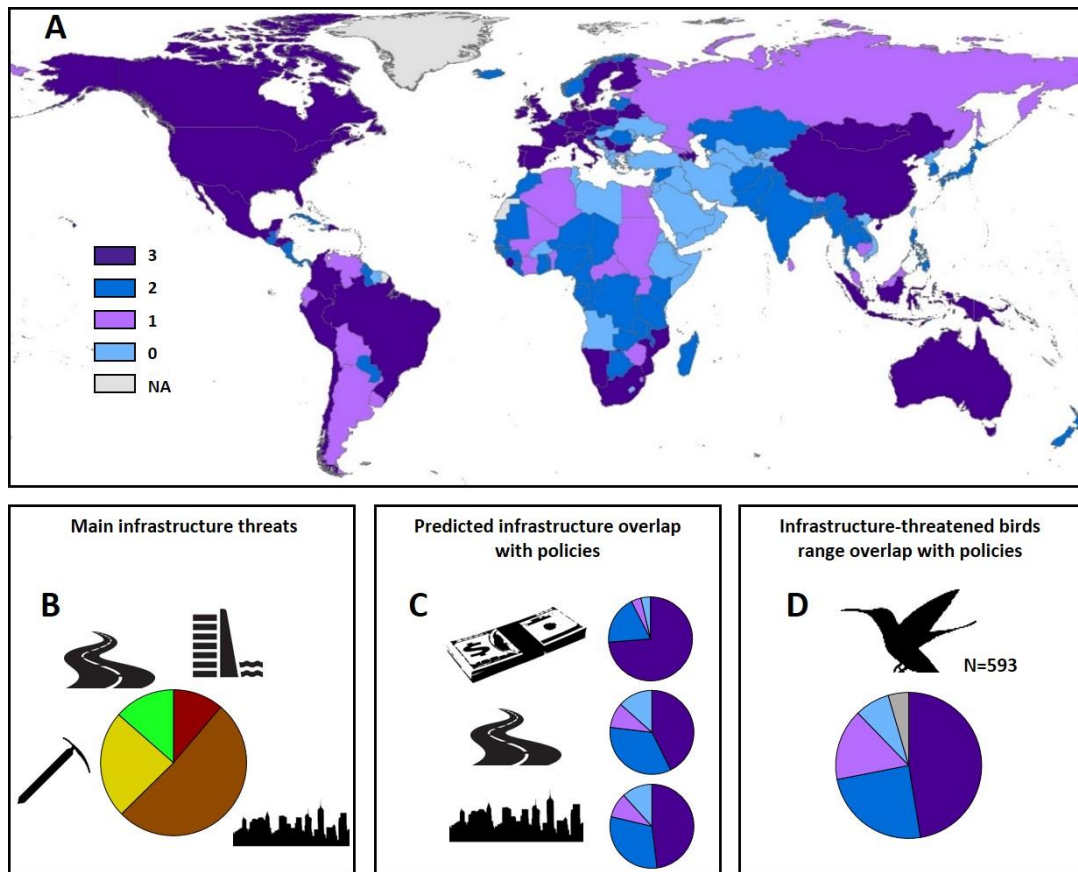 A
3
2
1
0
NA
Main infrastructure threats
B
Predicted infrastructure overlap
with policies
C
$
Infrastructure-threatened birds
range overlap with policies
D
N=593